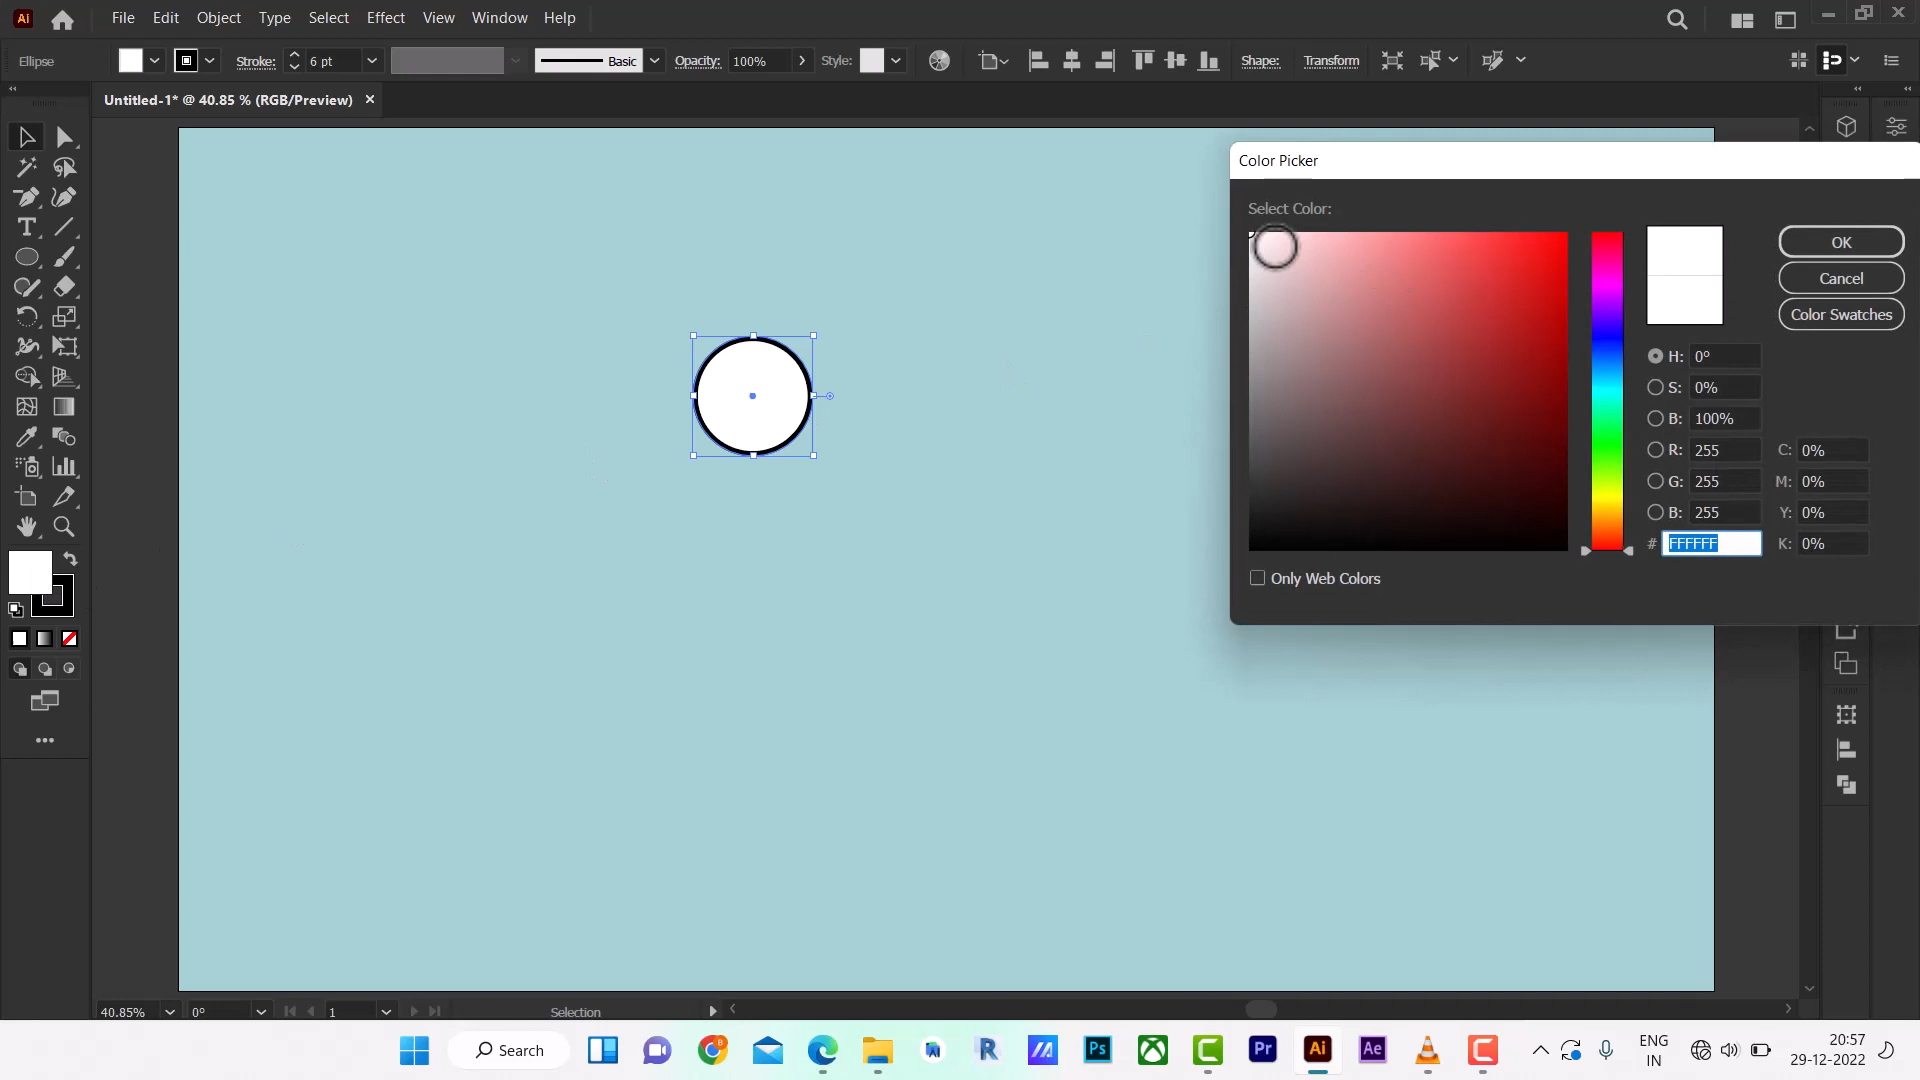 Ai File Edit Object Type Select Effect View Window Help
Ellipse Stroke: 6 pt Basic Opacity: 100% Style: Shape: Transform
Untitled-1* @ 40.85 % (RGB/Preview) ×
Color Picker
Select Color:
OK
Cancel
Color Swatches
H: 0º
S: 0%
B: 100%
R: 255 C: 0%
G: 255 M: 0%
B: 255 Y: 0%
# FFFFFF K: 0%
Only Web Colors
40.85% 0º 1 Selection
Search Ps Pr Ai Ae ENG 20:57
IN 29-12-2022